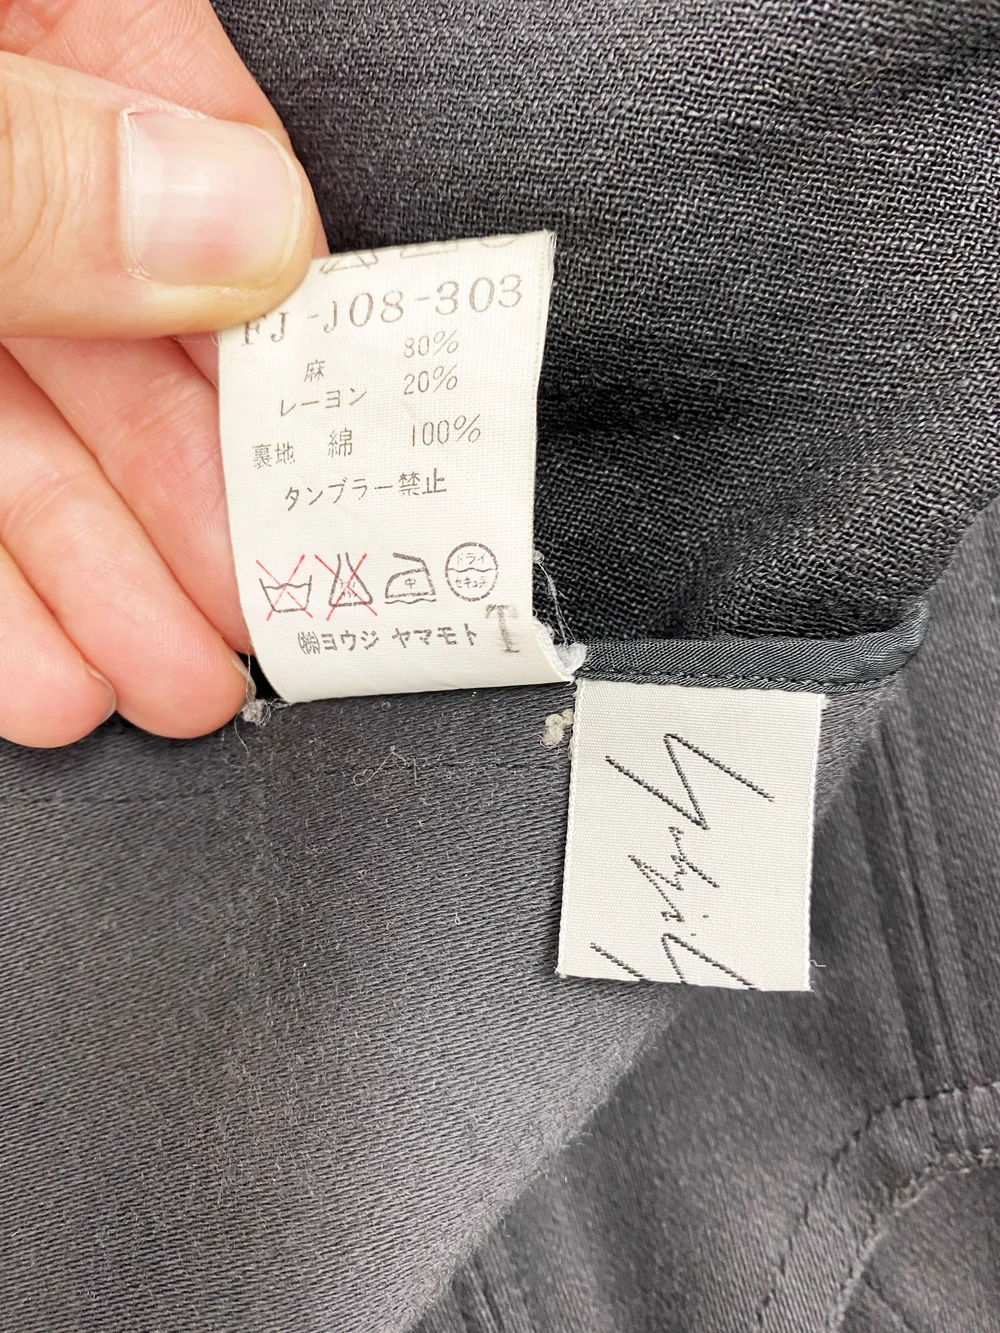 FJ-J08-303
麻 80%
レーヨン 20%
裏地 綿 100%
タンブラー禁止
ドライ
中
セキユ系
㈱ヨウジ ヤマモト T
Yohji Y